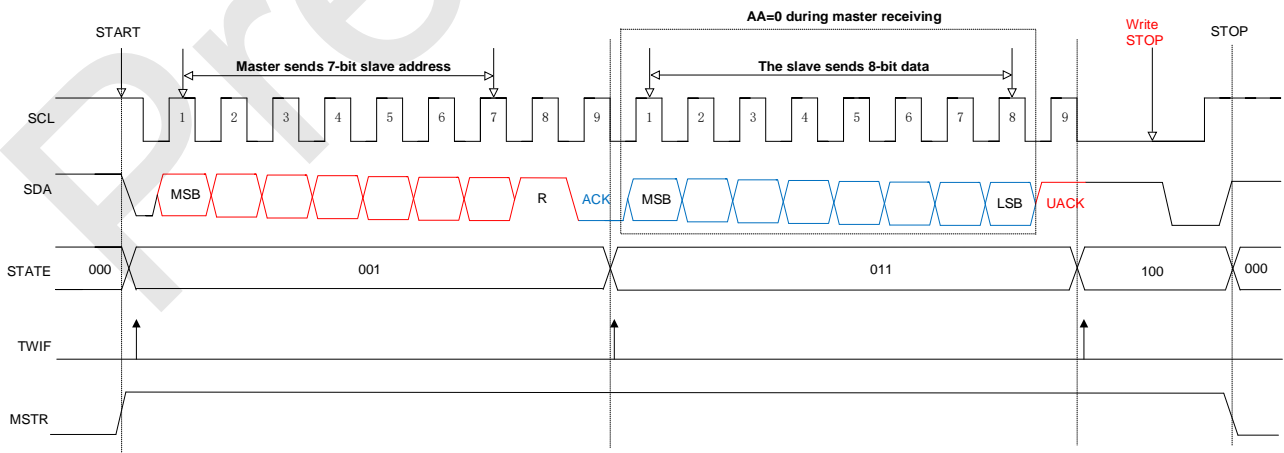 AA=0 during master receiving
START
Write
STOP
STOP
Master sends 7-bit slave address
The slave sends 8-bit data
SCL
1 2 3 4 5 6 7 8 9 1 2 3 4 5 6 7 8 9
SDA
MSB R ACK MSB LSB UACK
STATE
000 001 011 100 000
TWIF
MSTR